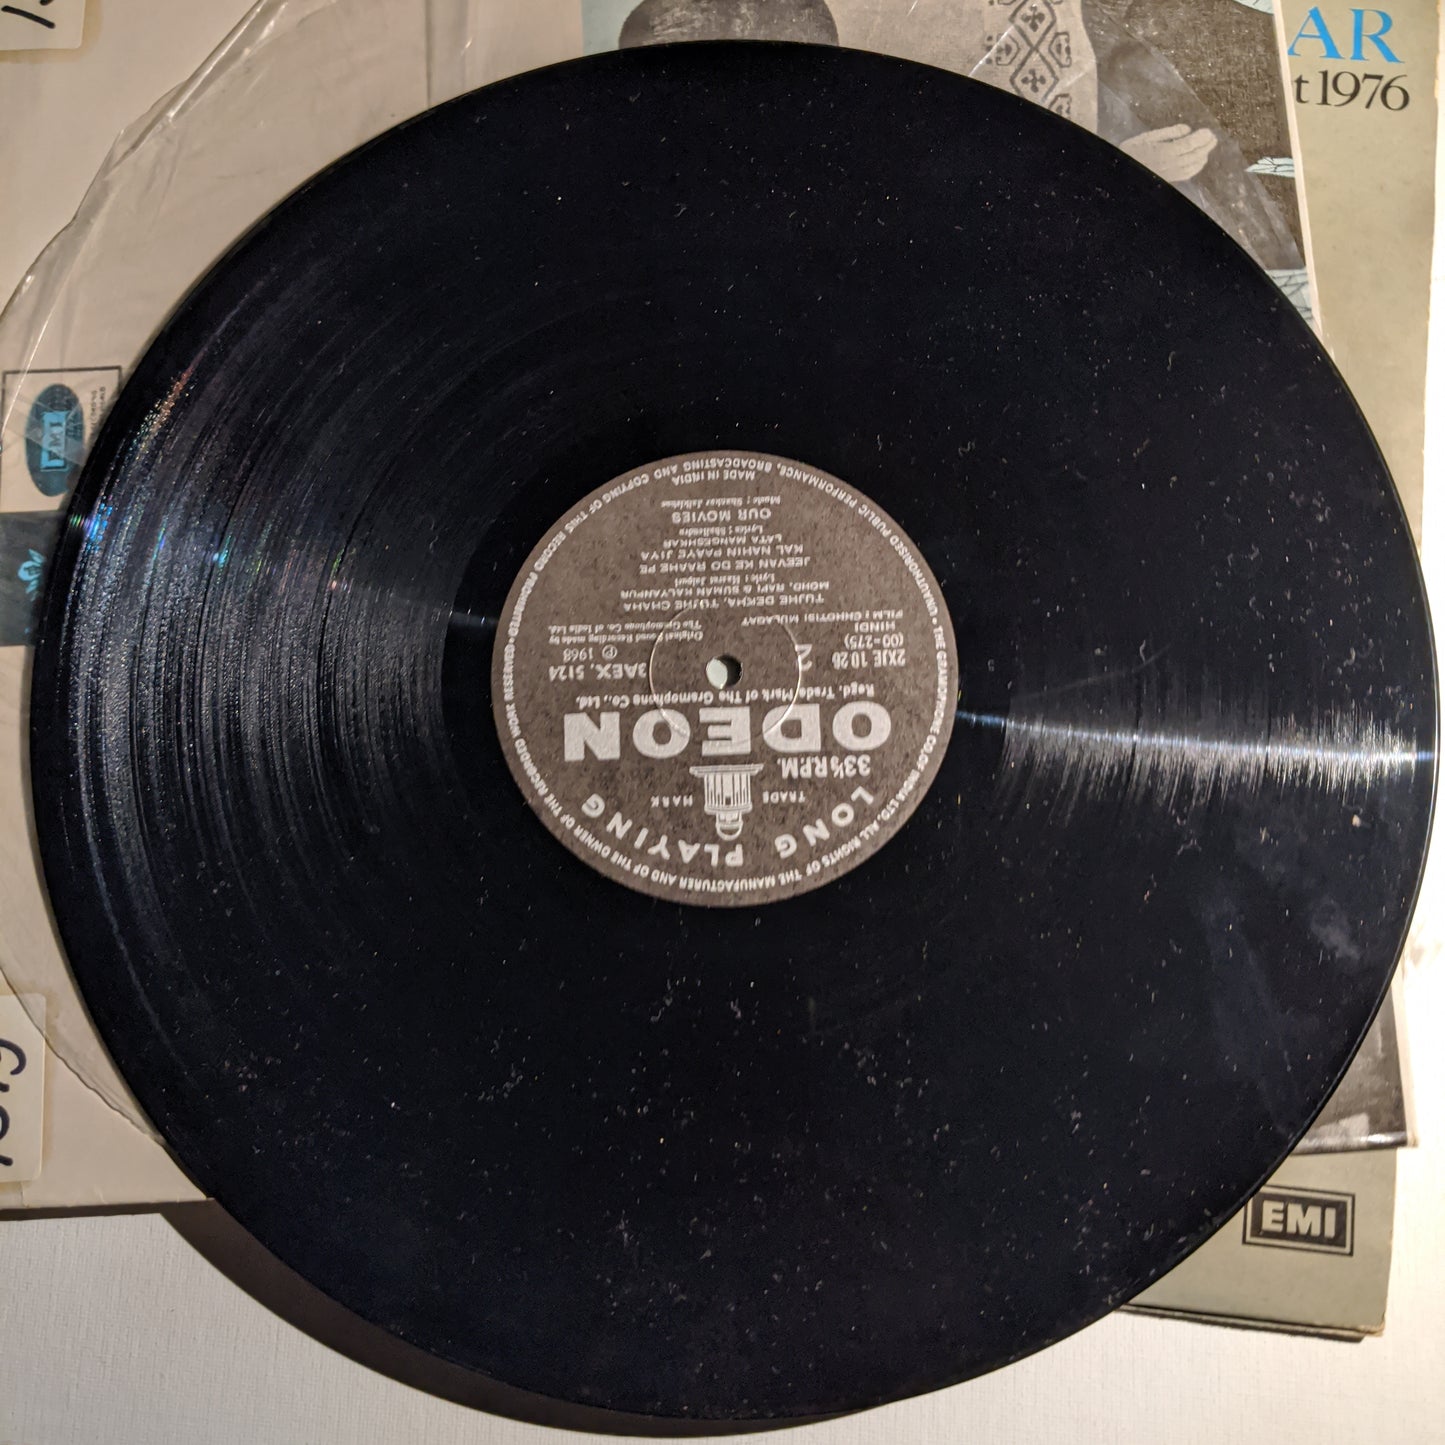 AR
t 1976
EMI
EMI
LONG PLAYING
TRADE MARK
33⅓ R.P.M.
ODEON
Regd. Trade Mark of The Gramophone Co., Ltd.
2XJE 1026
3AEX. 5124
(OO-275)
2
℗ 1968
HINDI
Original Sound Recording made by
The Gramophone Co. of India Ltd.
FILM : CHHOTISI MULAQAT
TUJHE DEKHA, TUJHE CHAHA
MOHD. RAFI & SUMAN KALYANPUR
Lyric : Hasrat Jaipuri
JEEVAN KE DO RAAHE PE
KAL NAHIN PAAYE JIYA
LATA MANGESHKAR
Lyrics : Shailendra
OUR MOVIES
Music : Shankar Jaikishan
MADE IN INDIA
THE GRAMOPHONE CO. OF INDIA LTD. ALL RIGHTS OF THE MANUFACTURER AND OF THE OWNER OF THE RECORDED WORK RESERVED • UNAUTHORISED PUBLIC PERFORMANCE, BROADCASTING AND COPYING OF THIS RECORD PROHIBITED •